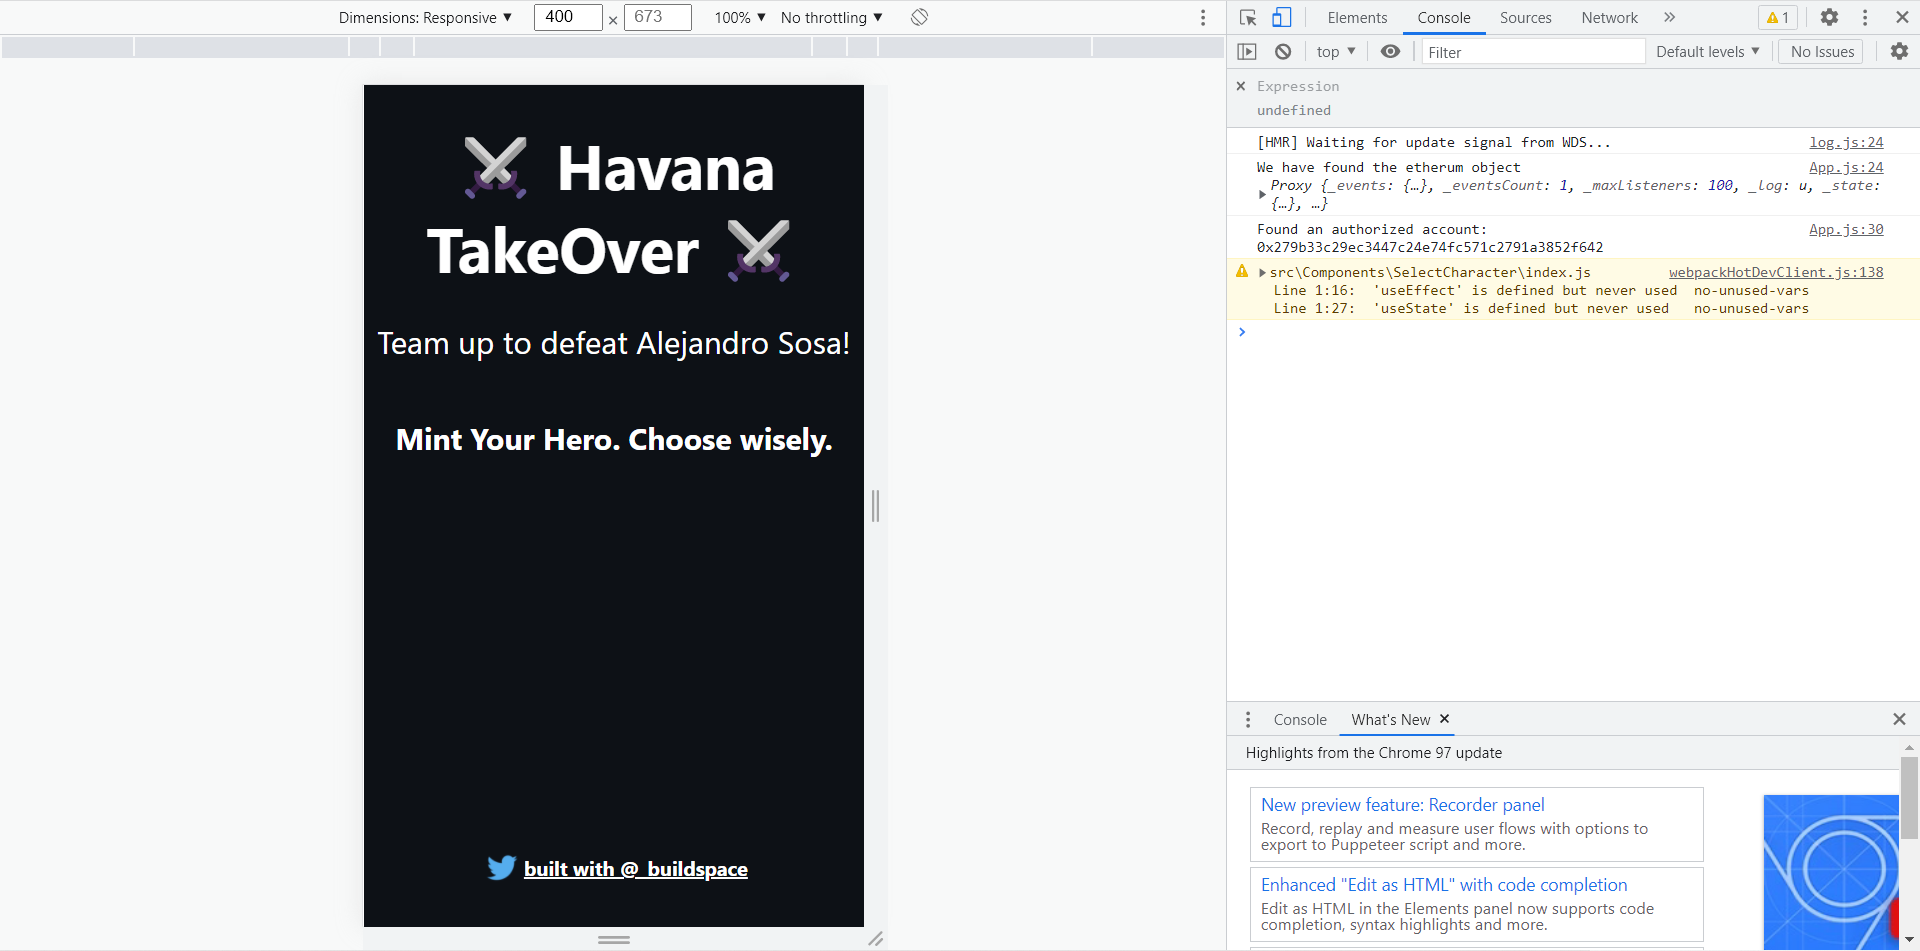 Dimensions: Responsive ▼ 400 × 673 100% ▼ No throttling ▼
Elements Console Sources Network » 1
top ▼ Filter Default levels ▼ No Issues
Expression
undefined
[HMR] Waiting for update signal from WDS... log.js:24
We have found the etherum object App.js:24
Proxy {_events: {…}, _eventsCount: 1, _maxListeners: 100, _log: u, _state:
{…}, …}
Found an authorized account: App.js:30
0x279b33c29ec3447c24e74fc571c2791a3852f642
src\Components\SelectCharacter\index.js webpackHotDevClient.js:138
Line 1:16: 'useEffect' is defined but never used no-unused-vars
Line 1:27: 'useState' is defined but never used no-unused-vars
⚔️ Havana
TakeOver ⚔️
Team up to defeat Alejandro Sosa!
Mint Your Hero. Choose wisely.
built with @_buildspace
Console What's New
Highlights from the Chrome 97 update
New preview feature: Recorder panel
Record, replay and measure user flows with options to
export to Puppeteer script and more.
Enhanced "Edit as HTML" with code completion
Edit as HTML in the Elements panel now supports code
completion, syntax highlights and more.